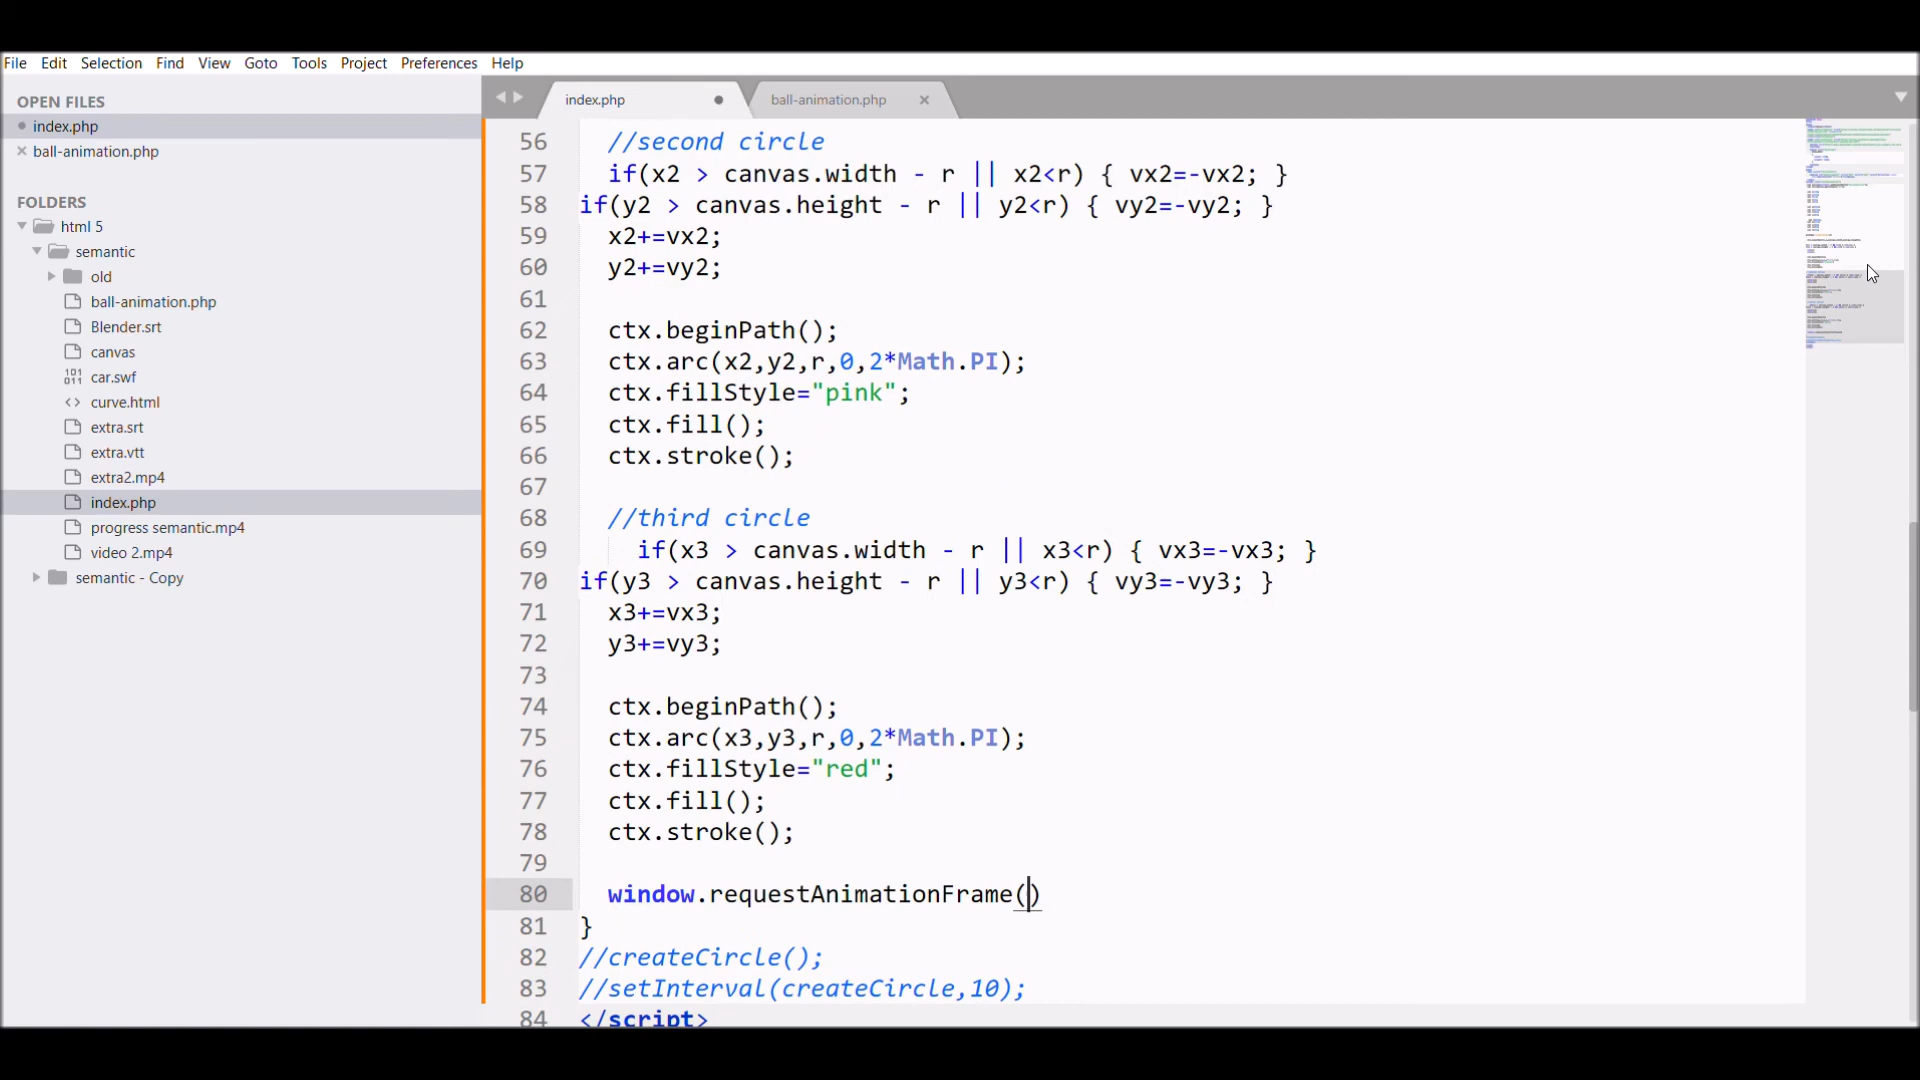 File Edit Selection Find View Goto Tools Project Preferences Help
OPEN FILES
index.php
ball-animation.php
FOLDERS
html 5
semantic
old
ball-animation.php
Blender.srt
canvas
car.swf
curve.html
extra.srt
extra.vtt
extra2.mp4
index.php
progress semantic.mp4
video 2.mp4
semantic - Copy
index.php ball-animation.php
56 //second circle
57 if(x2 > canvas.width - r || x2<r) { vx2=-vx2; }
58 if(y2 > canvas.height - r || y2<r) { vy2=-vy2; }
59 x2+=vx2;
60 y2+=vy2;
61
62 ctx.beginPath();
63 ctx.arc(x2,y2,r,0,2*Math.PI);
64 ctx.fillStyle="pink";
65 ctx.fill();
66 ctx.stroke();
67
68 //third circle
69 if(x3 > canvas.width - r || x3<r) { vx3=-vx3; }
70 if(y3 > canvas.height - r || y3<r) { vy3=-vy3; }
71 x3+=vx3;
72 y3+=vy3;
73
74 ctx.beginPath();
75 ctx.arc(x3,y3,r,0,2*Math.PI);
76 ctx.fillStyle="red";
77 ctx.fill();
78 ctx.stroke();
79
80 window.requestAnimationFrame()
81 }
82 //createCircle();
83 //setInterval(createCircle,10);
84 </script>